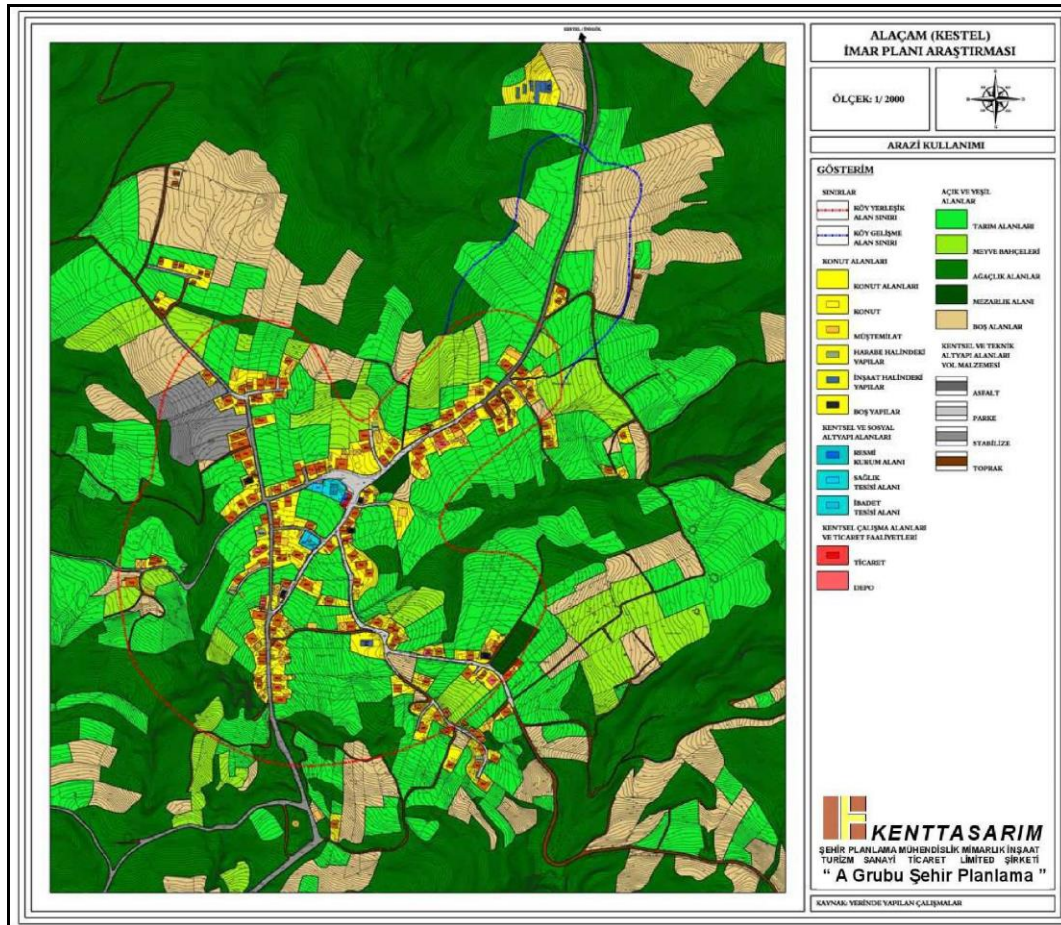 KESTEL / İNEGÖL
ALAÇAM (KESTEL)
İMAR PLANI ARAŞTIRMASI
ÖLÇEK: 1/ 2000
ARAZİ KULLANIMI
GÖSTERİM
SINIRLAR
KÖY YERLEŞİK
ALAN SINIRI
KÖY GELİŞME
ALAN SINIRI
KONUT ALANLARI
KONUT ALANLARI
KONUT
MÜŞTEMİLAT
HARABE HALİNDEKİ
YAPILAR
İNŞAAT HALİNDEKİ
YAPILAR
BOŞ YAPILAR
KENTSEL VE SOSYAL
ALTYAPI ALANLARI
RESMİ
KURUM ALANI
SAĞLIK
TESİSİ ALANI
İBADET
TESİSİ ALANI
KENTSEL ÇALIŞMA ALANLARI
VE TİCARET FAALİYETLERİ
TİCARET
DEPO
AÇIK VE YEŞİL
ALANLAR
TARIM ALANLARI
MEYVE BAHÇELERİ
AĞAÇLIK ALANLAR
MEZARLIK ALANI
BOŞ ALANLAR
KENTSEL VE TEKNİK
ALTYAPI ALANLARI
YOL MALZEMESİ
ASFALT
PARKE
STABİLİZE
TOPRAK
KENTTASARIM
ŞEHİR PLANLAMA MÜHENDİSLİK MİMARLIK İNŞAAT
TURİZM SANAYİ TİCARET LİMİTED ŞİRKETİ
“ A Grubu Şehir Planlama ”
KAYNAK: YERİNDE YAPILAN ÇALIŞMALAR